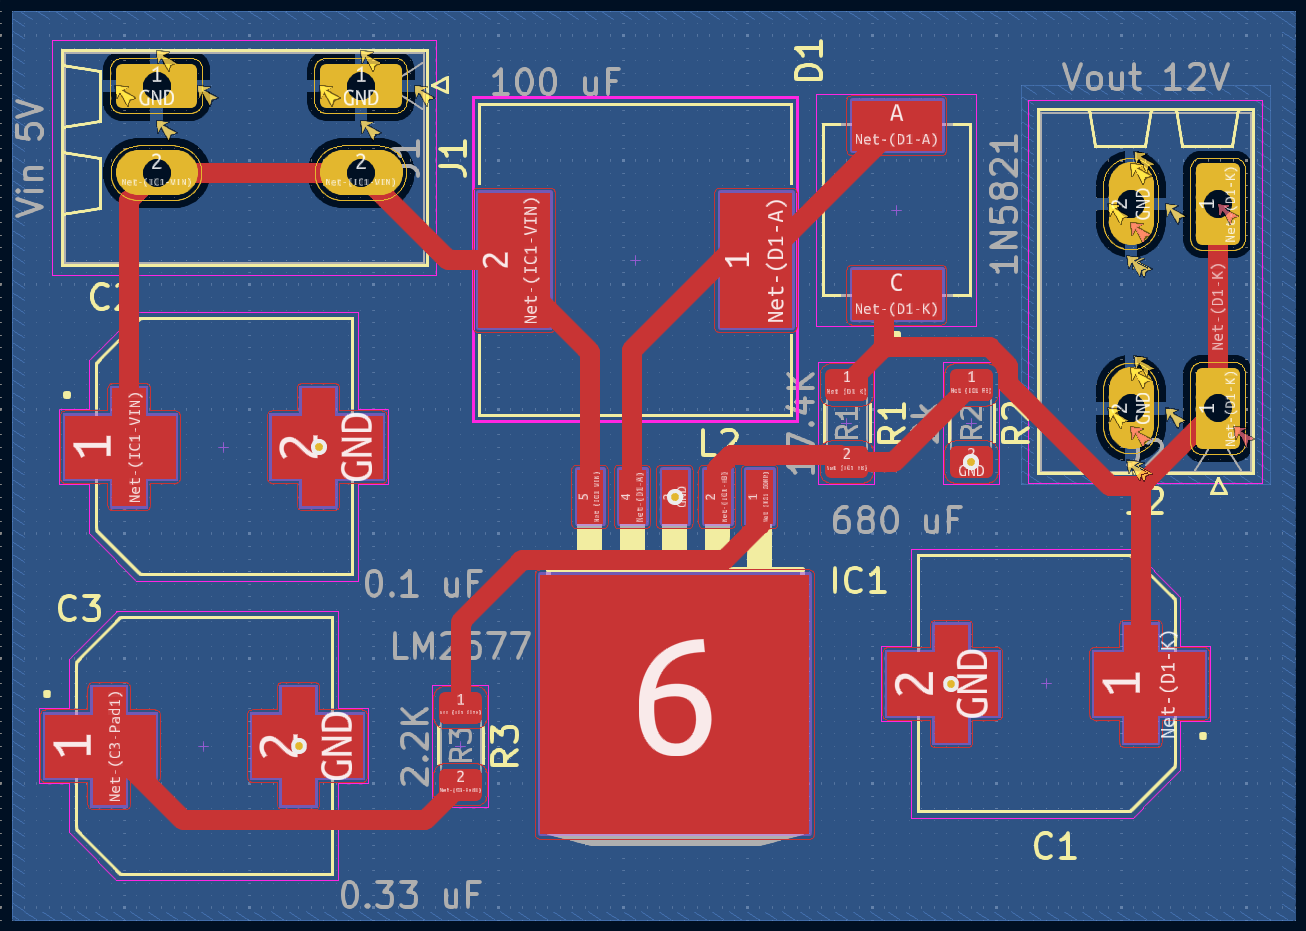 Vin 5V
1
GND
1
GND
2
Net-(IC1-VIN)
2
Net-(IC1-VIN)
J1
J1
100 uF
D1
A
Net-(D1-A)
C
Net-(D1-K)
1N5821
Vout 12V
2
GND
1
Net-(D1-K)
Net-(D1-K)
2
GND
1
Net-(D1-K)
J2
2
Net-(IC1-VIN)
1
Net-(D1-A)
1
Net-(IC1-VIN)
2
GND
L2
17.4K
1
R1
R1
2
1
R2
R2
GND
5
4
Net-(D1-A)
GND
2
1
680 uF
0.1 uF
IC1
C3
LM2577
6
1
Net-(C3-Pad1)
2
GND
2.2K
1
R3
R3
2
2
GND
1
Net-(D1-K)
C1
0.33 uF